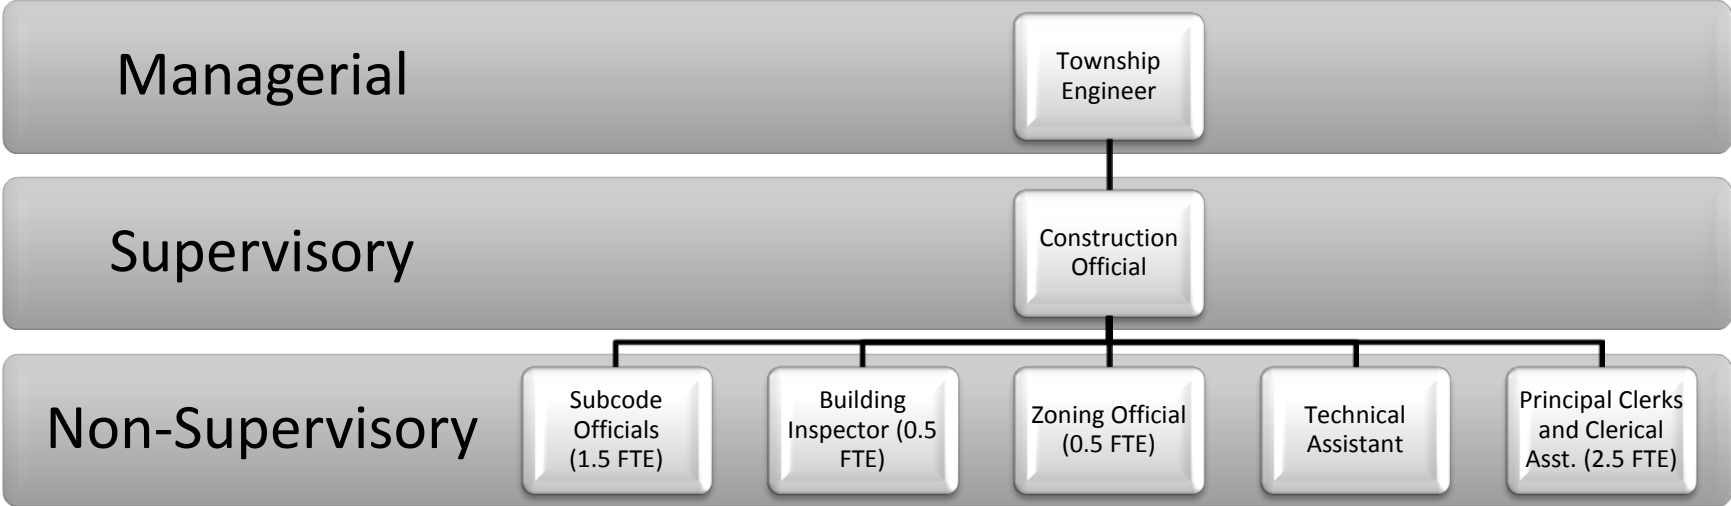 Managerial
Township
Engineer
Supervisory
Construction
Official
Non-Supervisory
Subcode
Officials
(1.5 FTE)
Building
Inspector (0.5
FTE)
Zoning Official
(0.5 FTE)
Technical
Assistant
Principal Clerks
and Clerical
Asst. (2.5 FTE)